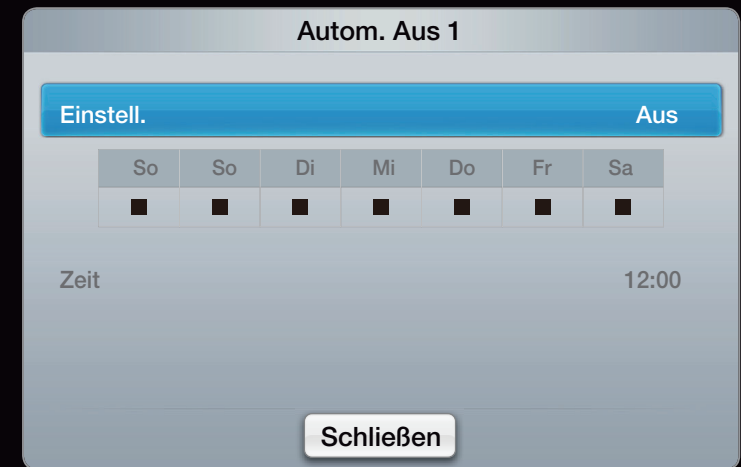 Autom. Aus 1
Einstell. Aus
So So Di Mi Do Fr Sa
Zeit 12:00
Schließen